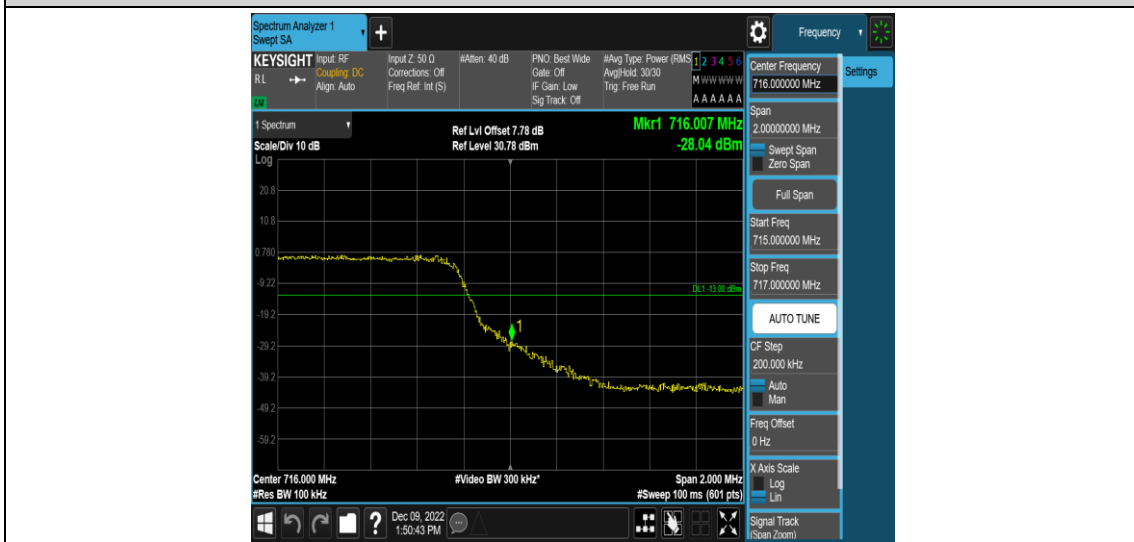 Spectrum Analyzer 1
Swept SA
Frequency
KEYSIGHT
Input: RF
Input Z: 50 Ω
#Atten: 40 dB
PNO: Best Wide
#Avg Type: Power (RMS
1 2 3 4 5 6
RL
Coupling: DC
Corrections: Off
Gate: Off
Avg|Hold: 30/30
M W W W W W
Align: Auto
Freq Ref: Int (S)
IF Gain: Low
Trig: Free Run
Sig Track: Off
A A A A A A
1 Spectrum
Ref Lvl Offset 7.78 dB
Mkr1 716.007 MHz
Scale/Div 10 dB
Ref Level 30.78 dBm
-28.04 dBm
Log
20.8
10.8
0.780
-9.22
DL1 -13.00 dBm
-19.2
1
-29.2
-39.2
-49.2
-59.2
Center 716.000 MHz
#Video BW 300 kHz*
Span 2.000 MHz
#Res BW 100 kHz
#Sweep 100 ms (601 pts)
Center Frequency
716.000000 MHz
Settings
Span
2.00000000 MHz
Swept Span
Zero Span
Full Span
Start Freq
715.000000 MHz
Stop Freq
717.000000 MHz
AUTO TUNE
CF Step
200.000 kHz
Auto
Man
Freq Offset
0 Hz
X Axis Scale
Log
Lin
Signal Track
(Span Zoom)
?
Dec 09, 2022
1:50:43 PM